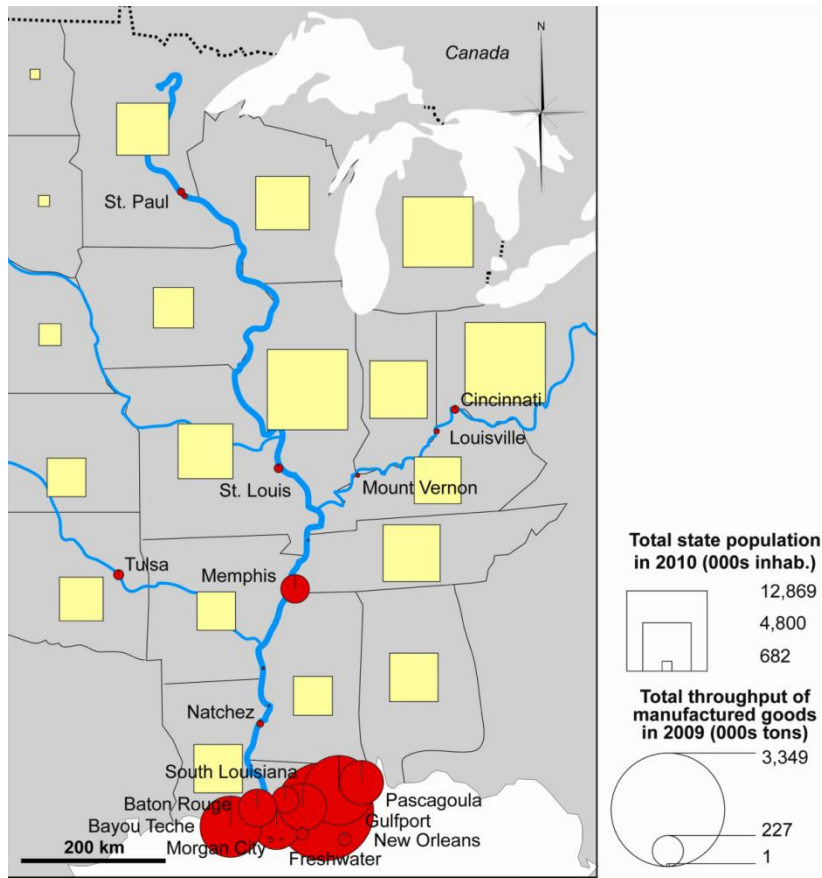 N
Canada
St. Paul
Cincinnati
Louisville
Mount Vernon
St. Louis
Tulsa
Memphis
Natchez
South Louisiana
Baton Rouge
Pascagoula
Bayou Teche
Gulfport
Morgan City
New Orleans
Freshwater
200 km
Total state population
in 2010 (000s inhab.)
12,869
4,800
682
Total throughput of
manufactured goods
in 2009 (000s tons)
3,349
227
1